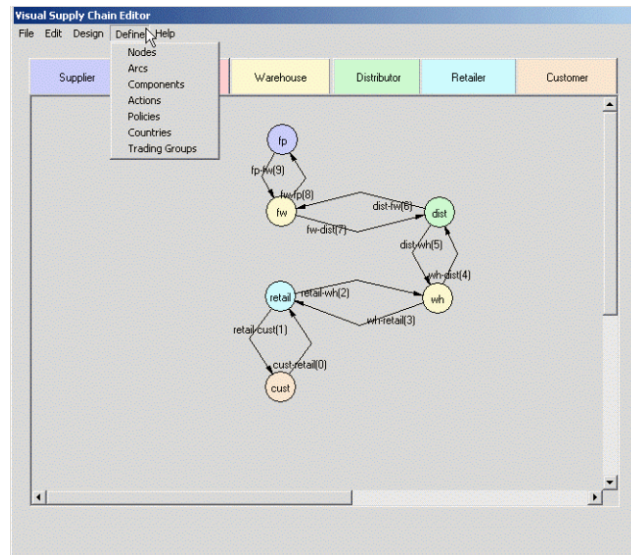 Visual Supply Chain Editor
File Edit Design Define Help
Nodes
Arcs
Components
Actions
Policies
Countries
Trading Groups
Supplier Warehouse Distributor Retailer Customer
fp
fp-fw(9)
fw-fp(8)
fw
dist-fw(6)
dist
fw-dist(7)
dist-wh(5)
wh-dist(4)
retail
retail-wh(2)
wh
wh-retail(3)
retail-cust(1)
cust-retail(0)
cust